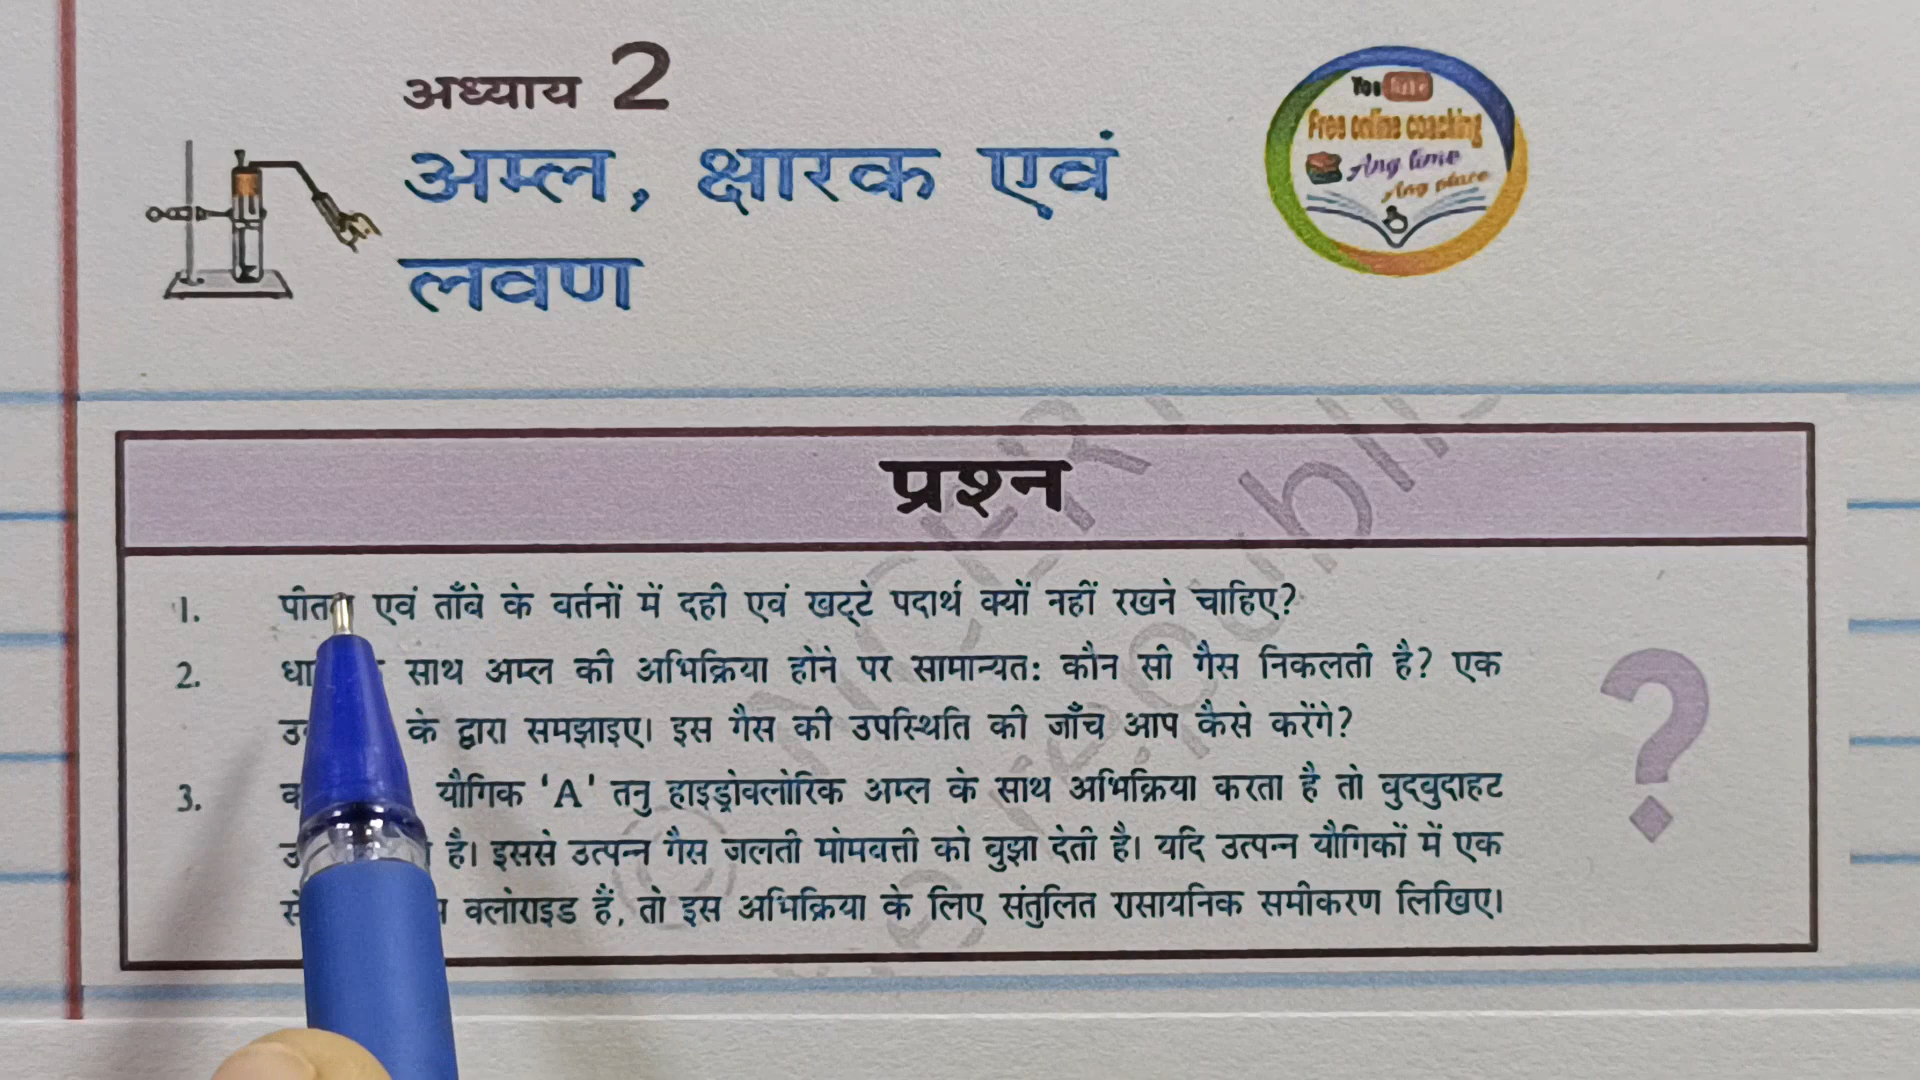 अध्याय 2
अम्ल, क्षारक एवं
लवण
You Tube
Free online coaching
Any time
Any place
प्रश्न
1. एवं ताँबे के बर्तनों में दही एवं खट्टे पदार्थ क्यों नहीं रखने चाहिए?
2. साथ अम्ल की अभिक्रिया होने पर सामान्यत: कौन सी गैस निकलती है? एक
के द्वारा समझाइए। इस गैस की उपस्थिति की जाँच आप कैसे करेंगे?
3. यौगिक 'A' तनु हाइड्रोक्लोरिक अम्ल के साथ अभिक्रिया करता है तो बुदबुदाहट
है। इससे उत्पन्न गैस जलती मोमबत्ती को बुझा देती है। यदि उत्पन्न यौगिकों में एक
क्लोराइड हैं, तो इस अभिक्रिया के लिए संतुलित रासायनिक समीकरण लिखिए।